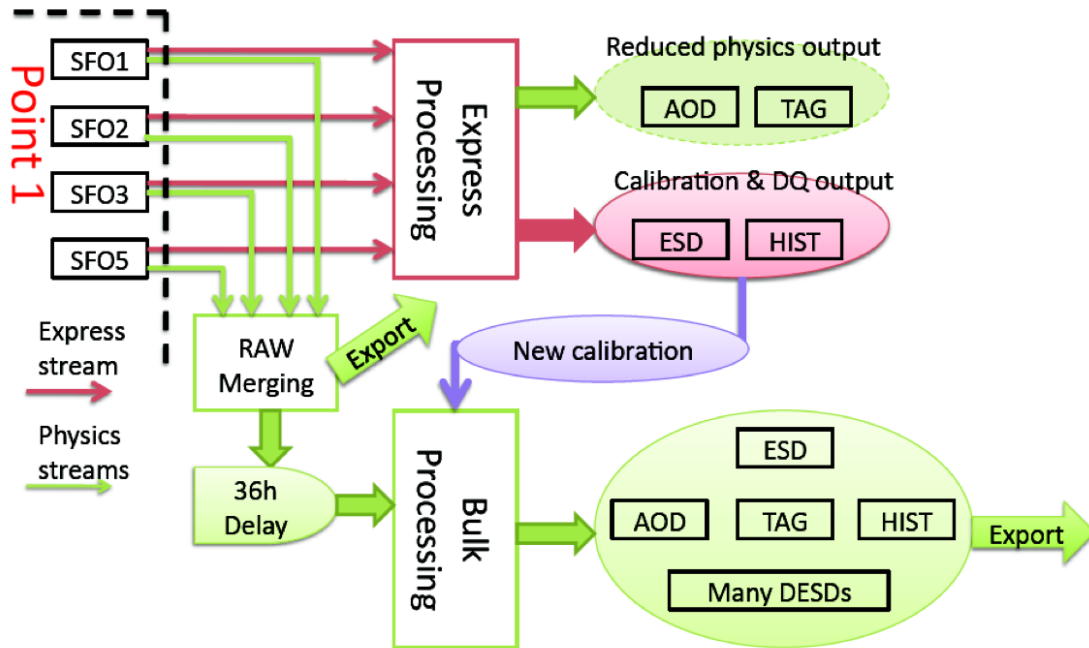 Point 1
SFO1
SFO2
SFO3
SFO5
Express
stream
Physics
streams
Express
Processing
Reduced physics output
AOD
TAG
Calibration & DQ output
ESD
HIST
RAW
Merging
Export
New calibration
36h
Delay
Bulk
Processing
ESD
AOD
TAG
HIST
Many DESDs
Export